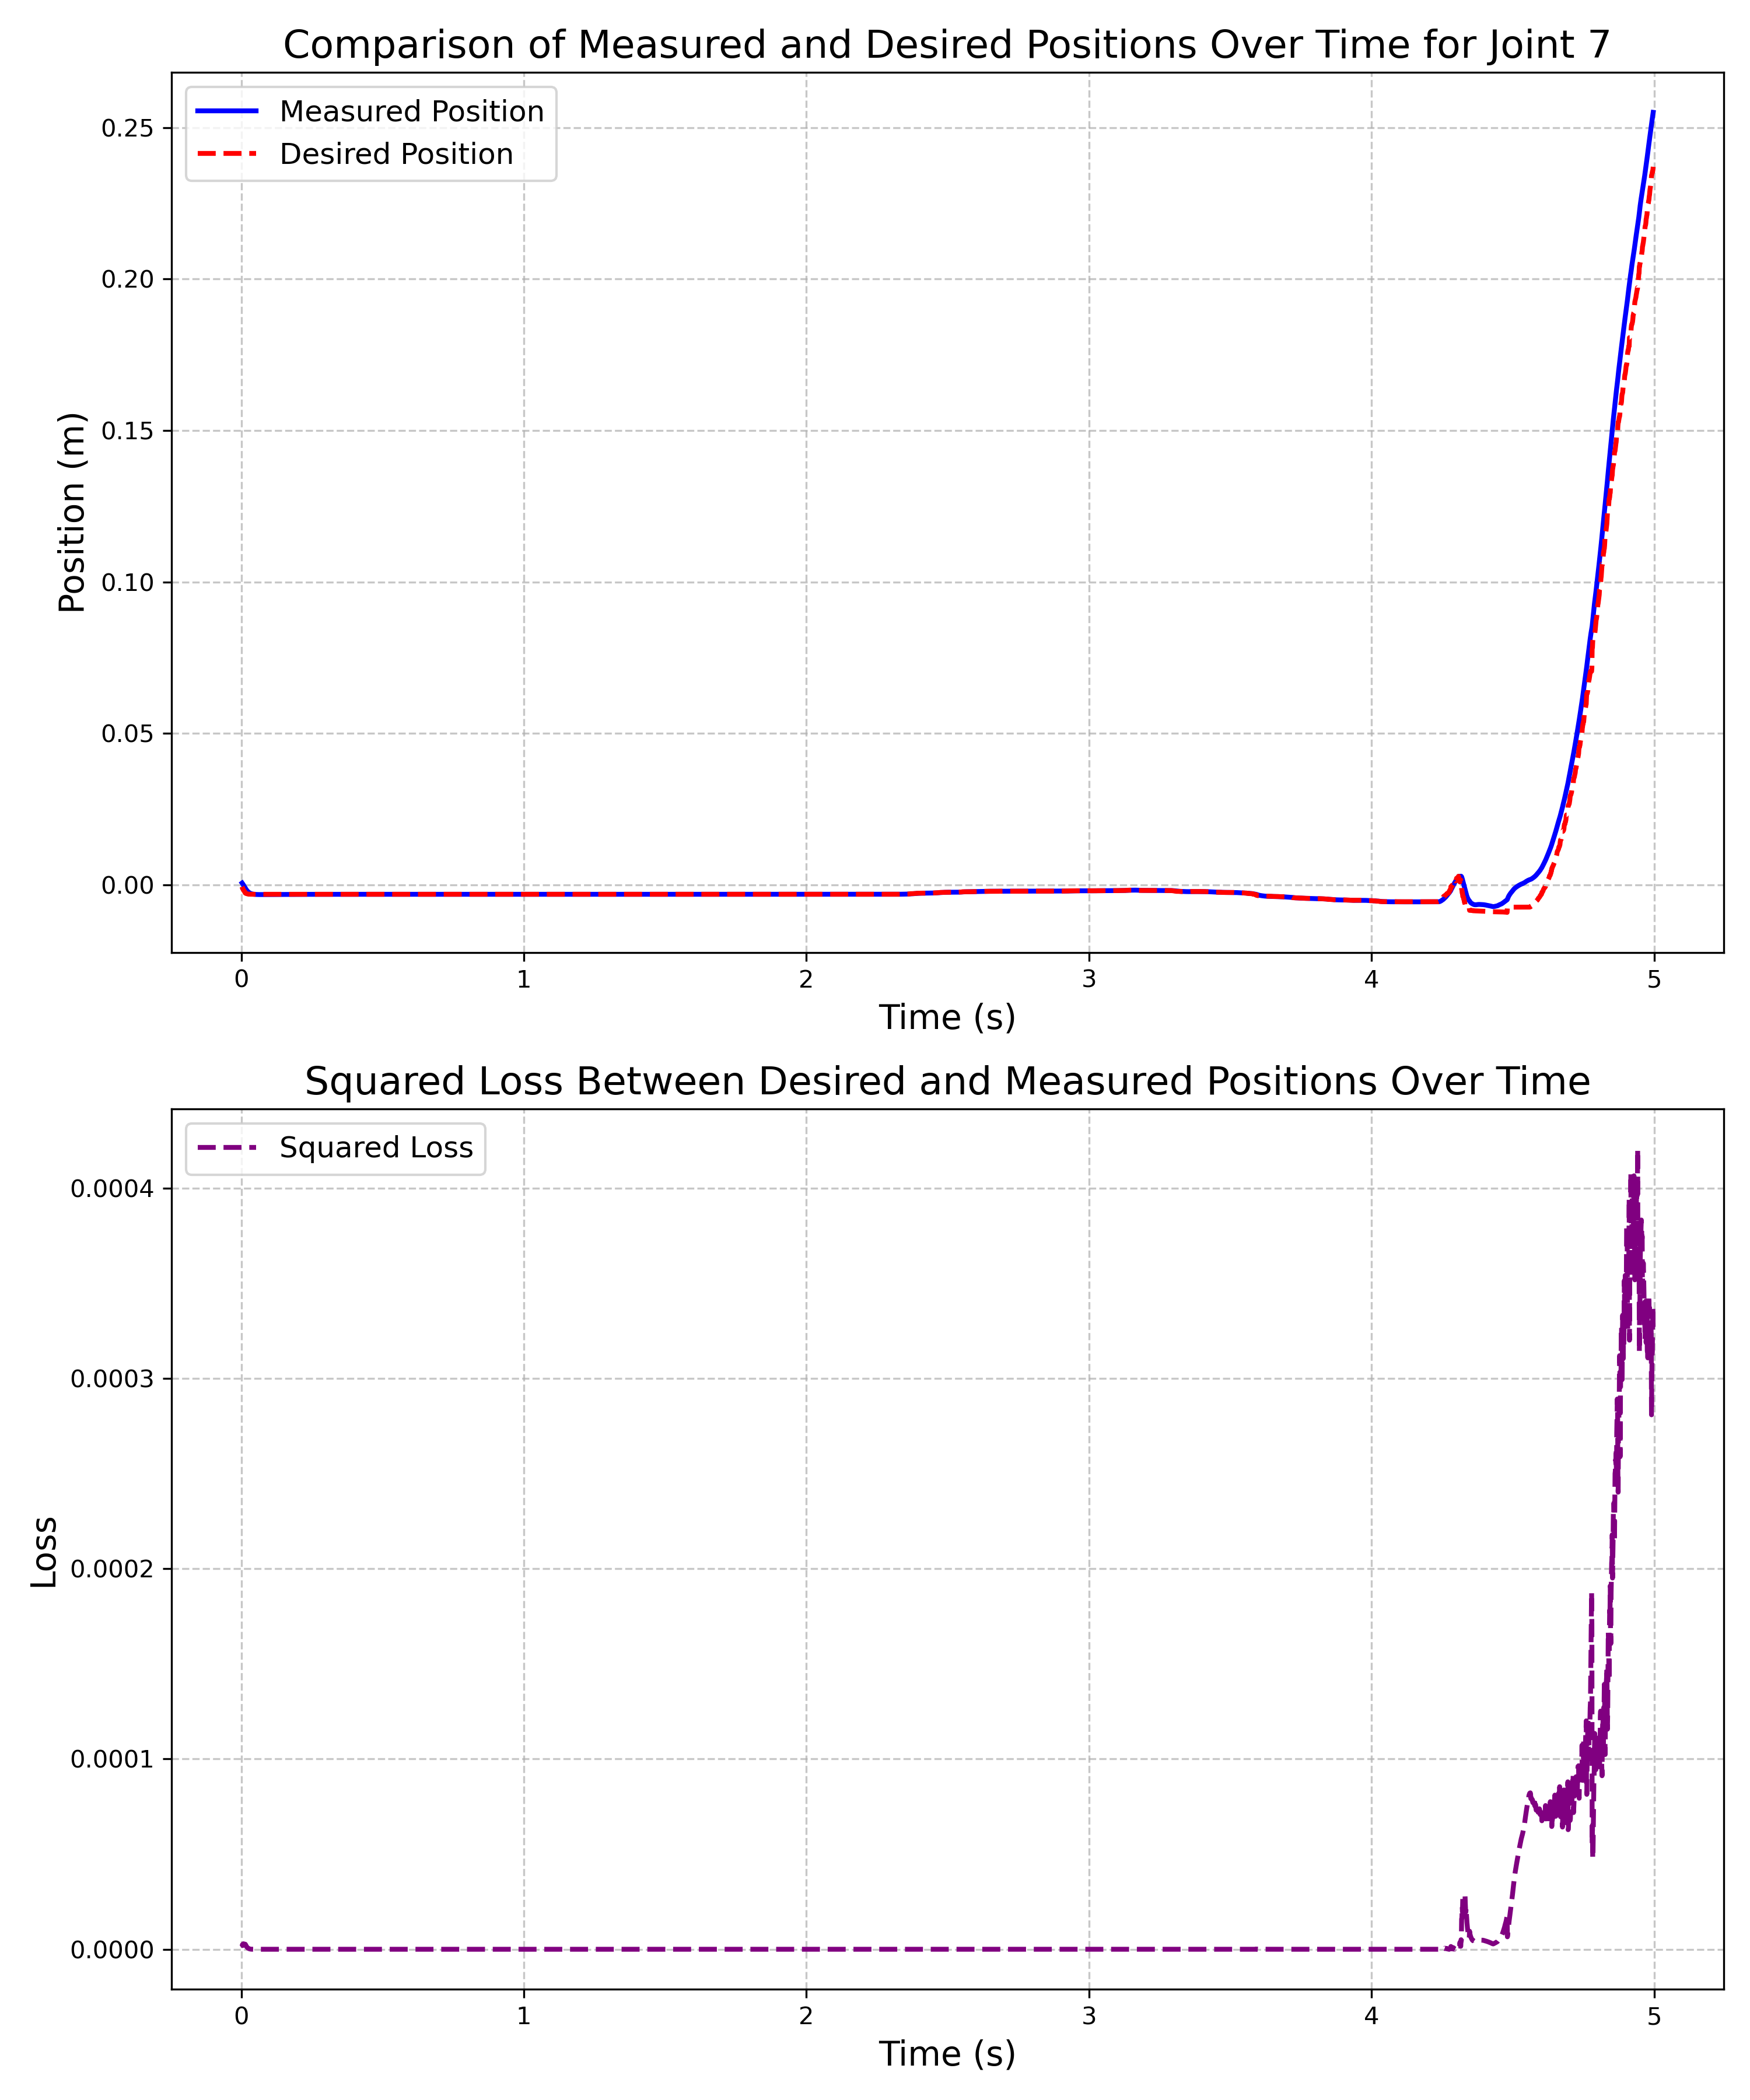 Comparison of Measured and Desired Positions Over Time for Joint 7
Measured Position
Desired Position
Position (m)
0.25
0.20
0.15
0.10
0.05
0.00
0 1 2 3 4 5
Time (s)
Squared Loss Between Desired and Measured Positions Over Time
Squared Loss
Loss
0.0004
0.0003
0.0002
0.0001
0.0000
0 1 2 3 4 5
Time (s)